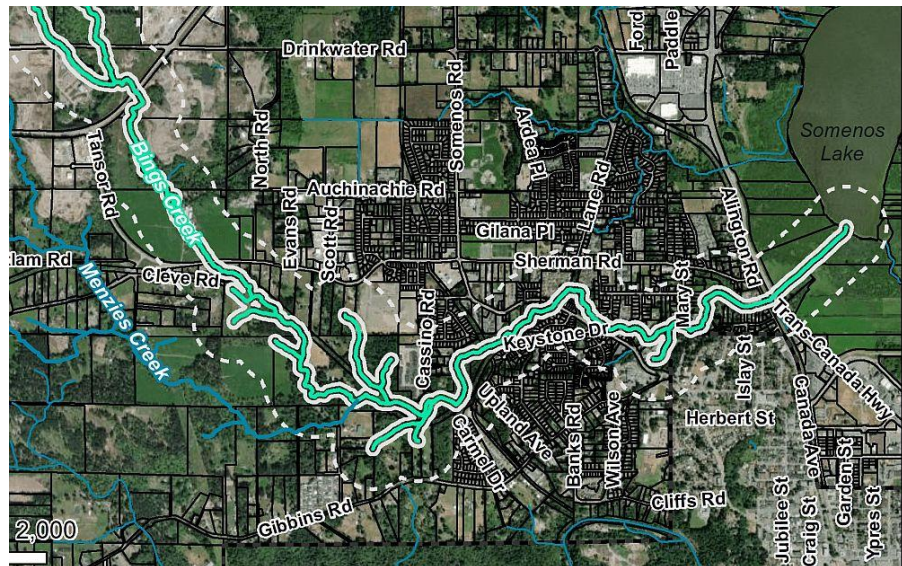 Drinkwater Rd
Ford
Paddle
Somenos Rd
Somenos
Lake
North Rd
Ardea Pl
Tansor Rd
Bings Creek
Lane Rd
Auchinachie Rd
Evans Rd
Scott Rd
Gilana Pl
Allington Rd
Sherman Rd
lam Rd
Cleve Rd
Menzies Creek
Mary St
Cassino Rd
Keystone Dr
Trans-Canada Hwy
Islay St
Upland Ave
Banks Rd
Wilson Ave
Herbert St
Canada Ave
Carmel Dr
Garden St
Cliffs Rd
Gibbins Rd
Jubilee St
Craig St
Ypres St
2,000